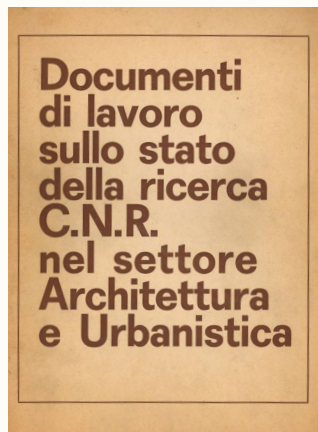 Documenti
di lavoro
sullo stato
della ricerca
C.N.R.
nel settore
Architettura
e Urbanistica